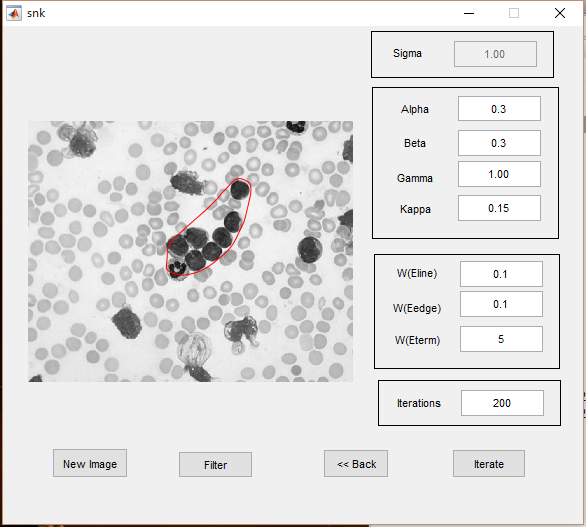 snk
Sigma 1.00
Alpha 0.3
Beta 0.3
Gamma 1.00
Kappa 0.15
W(Eline) 0.1
W(Eedge) 0.1
W(Eterm) 5
Iterations 200
New Image Filter << Back Iterate